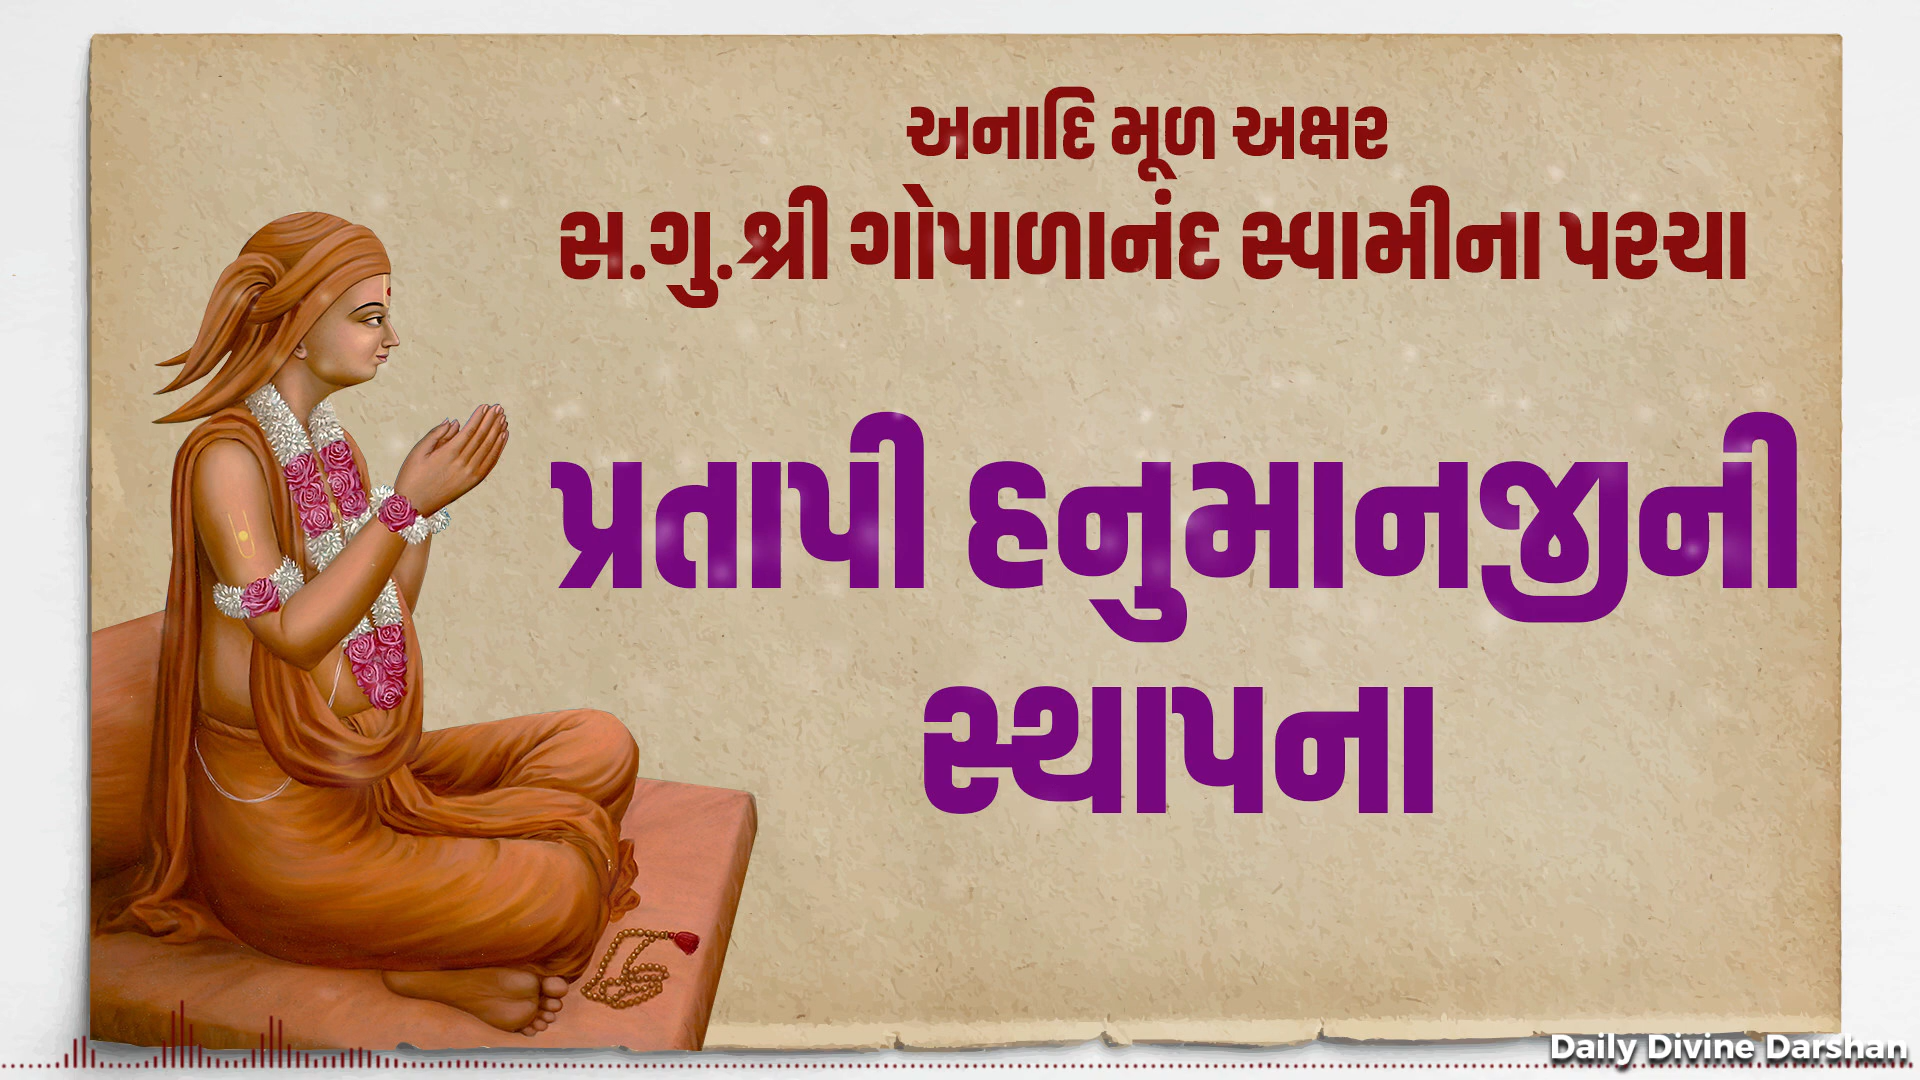 અનાદિ મૂળ અક્ષર
સ.ગુ.શ્રી ગોપાળાનંદ સ્વામીના પરચા
પ્રતાપી હનુમાનજીની
સ્થાપના
Daily Divine Darshan